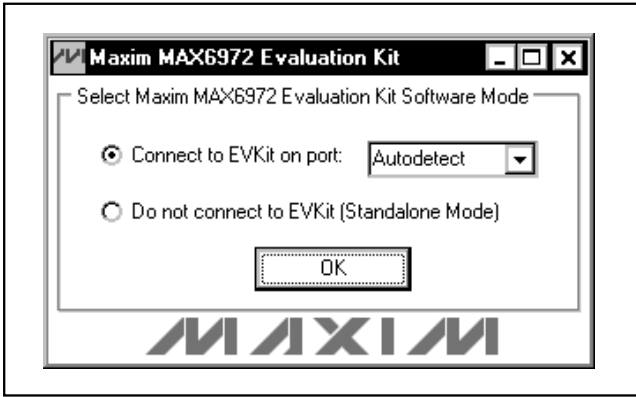 Maxim MAX6972 Evaluation Kit
Select Maxim MAX6972 Evaluation Kit Software Mode
Connect to EVKit on port: Autodetect
Do not connect to EVKit (Standalone Mode)
OK
MAXIM